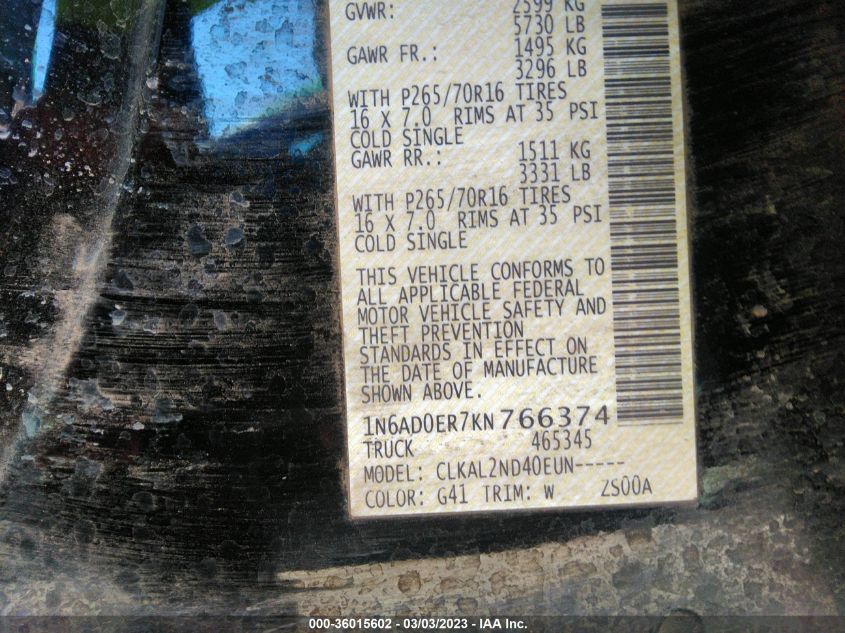 GVWR: 2599 KG
5730 LB
GAWR FR.: 1495 KG
3296 LB
WITH P265/70R16 TIRES
16 X 7.0 RIMS AT 35 PSI
COLD SINGLE
GAWR RR.: 1511 KG
3331 LB
WITH P265/70R16 TIRES
16 X 7.0 RIMS AT 35 PSI
COLD SINGLE
THIS VEHICLE CONFORMS TO
ALL APPLICABLE FEDERAL
MOTOR VEHICLE SAFETY AND
THEFT PREVENTION
STANDARDS IN EFFECT ON
THE DATE OF MANUFACTURE
SHOWN ABOVE.
1N6AD0ER7KN766374
TRUCK 465345
MODEL: CLKAL2ND40EUN-----
COLOR: G41 TRIM: W ZS00A
000-36015602 - 03/03/2023 - IAA Inc.